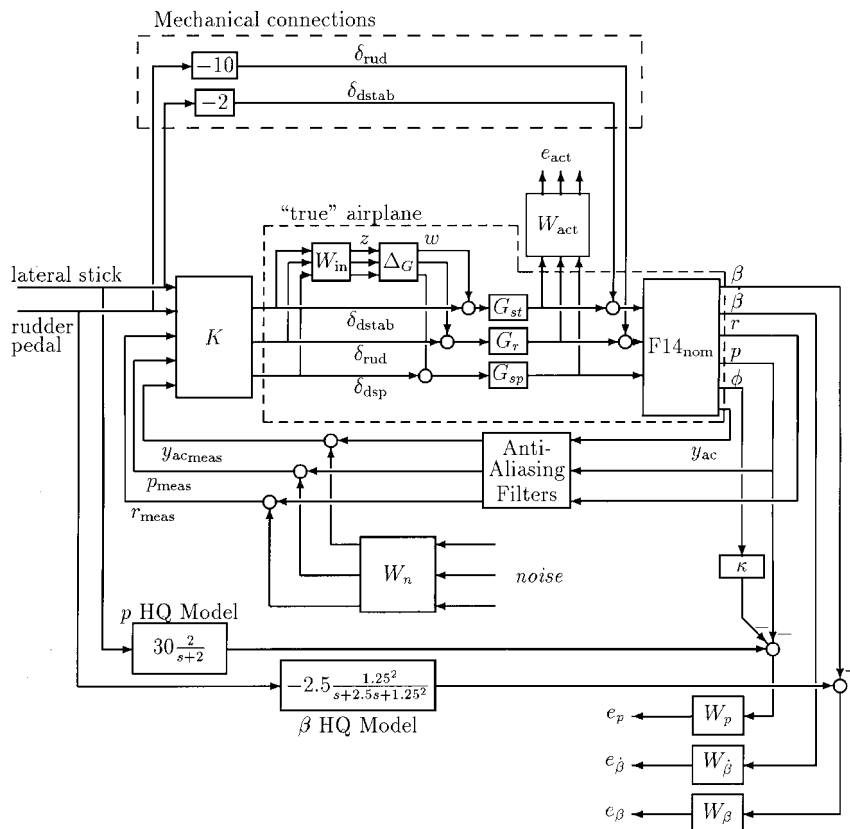 Mechanical connections
−10
δrud
−2
δdstab
eact
Wact
"true" airplane
Win
z
ΔG
w
lateral stick
rudder
pedal
K
δdstab
δrud
δdsp
Gst
Gr
Gsp
F14nom
β
β
r
p
ϕ
yac
yacmeas
pmeas
rmeas
Anti-
Aliasing
Filters
Wn
noise
κ
p HQ Model
30 2/(s+2)
−
−
−
−2.5 1.25²/(s+2.5s+1.25²)
β HQ Model
ep
Wp
eβ̇
Wβ̇
eβ
Wβ